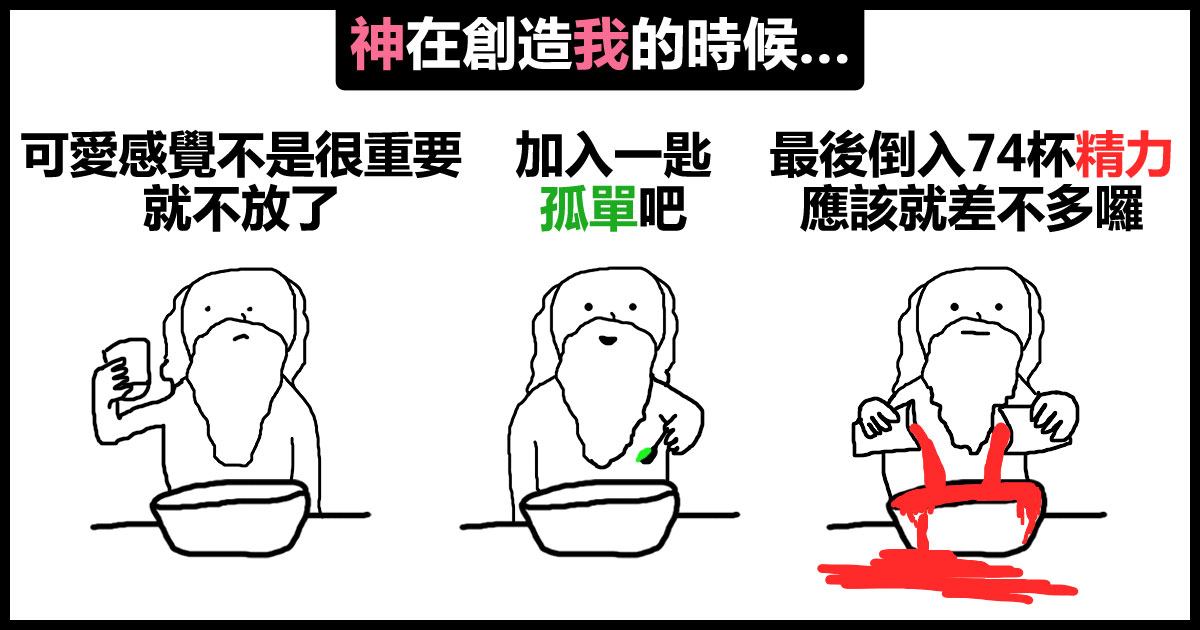 神在創造我的時候...
可愛感覺不是很重要
就不放了
加入一匙
孤單吧
最後倒入74杯精力
應該就差不多囉